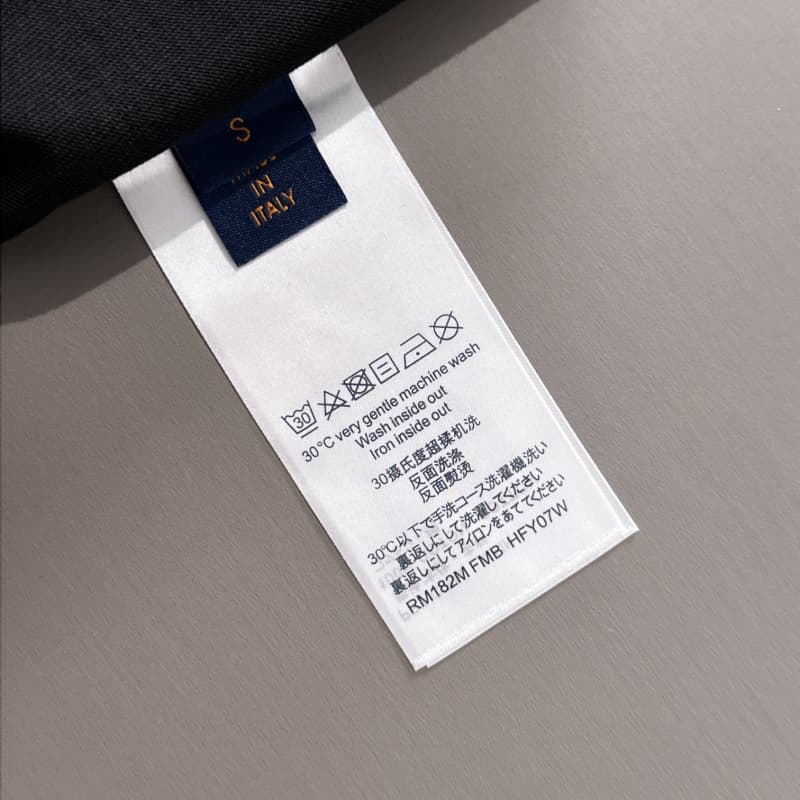 S
IN
ITALY
30
30°C very gentle machine wash
Wash inside out
Iron inside out
30摄氏度超揉机洗
反面洗涤
反面熨烫
30℃以下で手洗コース洗濯機洗い
裏返しにして洗濯してください
裏返しにしてアイロンをあててください
RM182M FMB HFY07W